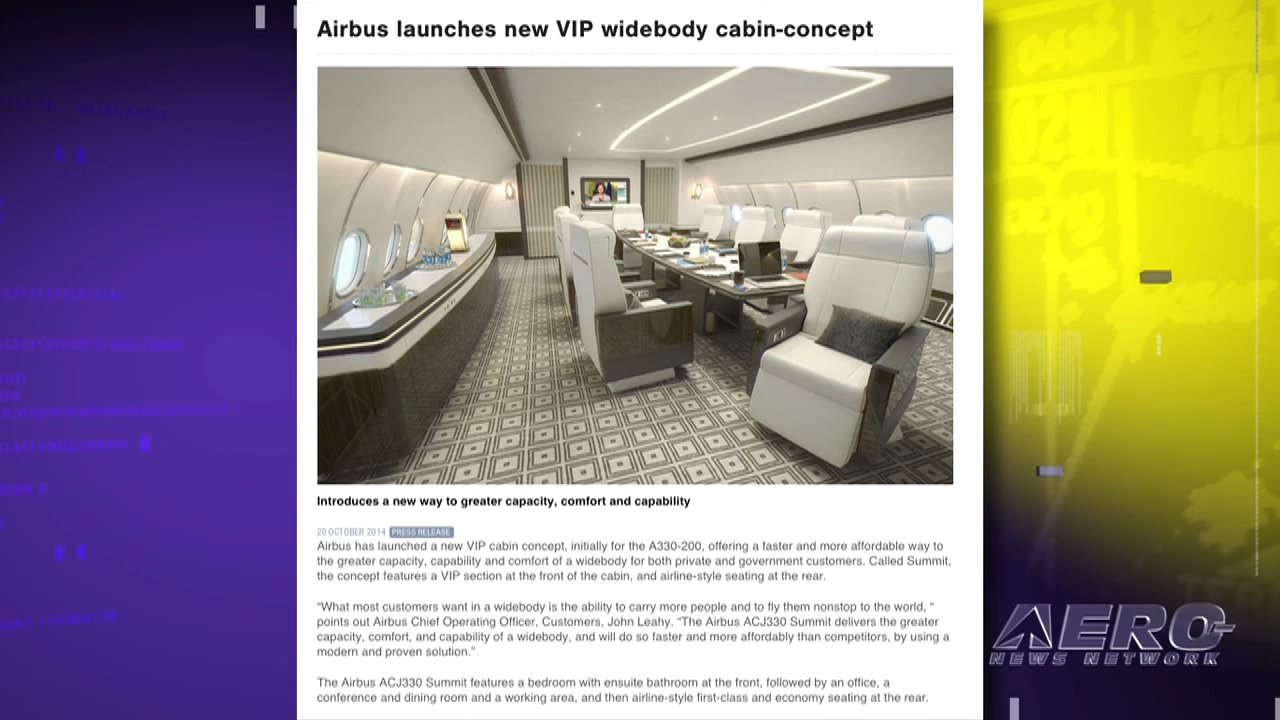 Airbus launches new VIP widebody cabin-concept
Introduces a new way to greater capacity, comfort and capability
20 OCTOBER 2014 PRESS RELEASE
Airbus has launched a new VIP cabin concept, initially for the A330-200, offering a faster and more affordable way to
the greater capacity, capability and comfort of a widebody for both private and government customers. Called Summit,
the concept features a VIP section at the front of the cabin, and airline-style seating at the rear.
“What most customers want in a widebody is the ability to carry more people and to fly them nonstop to the world, “
points out Airbus Chief Operating Officer, Customers, John Leahy. “The Airbus ACJ330 Summit delivers the greater
capacity, comfort, and capability of a widebody, and will do so faster and more affordably than competitors, by using a
modern and proven solution.”
The Airbus ACJ330 Summit features a bedroom with ensuite bathroom at the front, followed by an office, a
conference and dining room and a working area, and then airline-style first-class and economy seating at the rear.
AERO
NEWS NETWORK